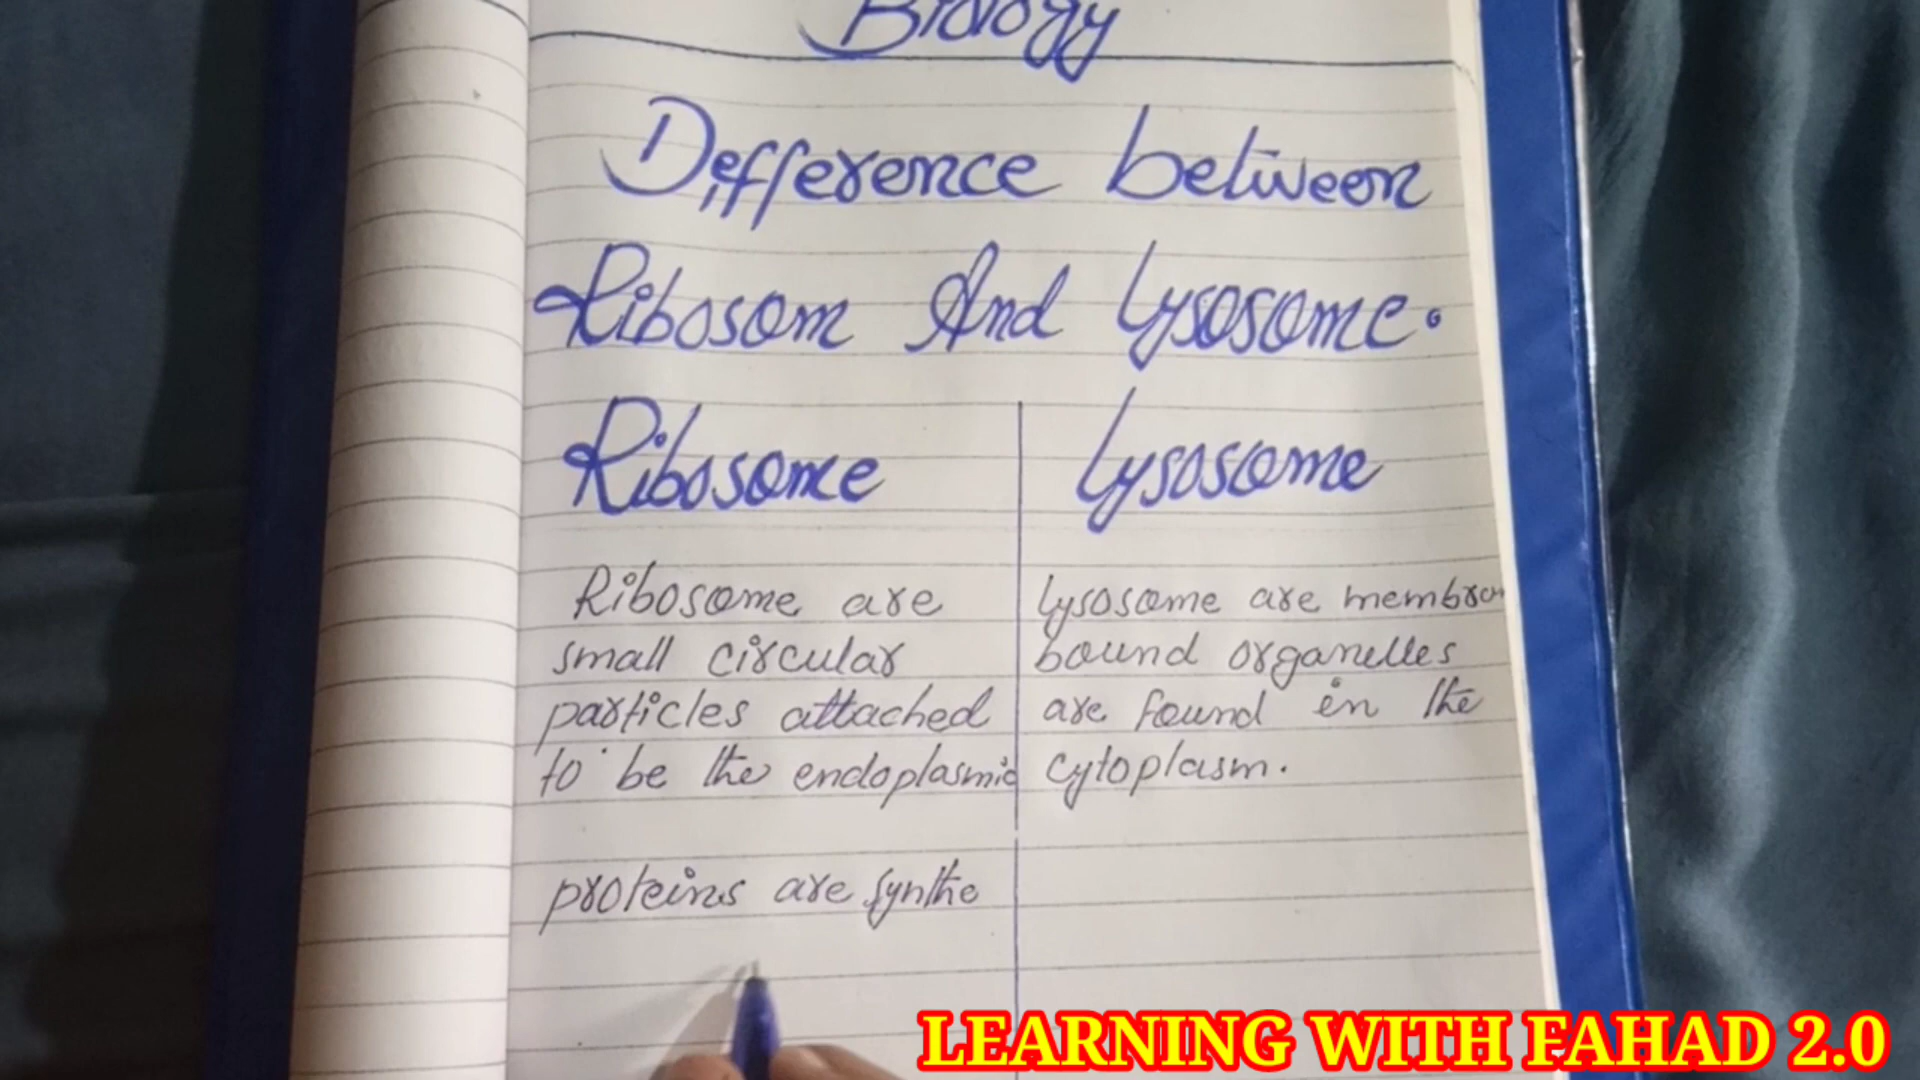 Biology
Difference between
Ribosom And Lysosome.
Ribosome
Lysosome
Ribosome are
small circular
particles attached
to be the endoplasmic
Lysosome are membran
bound organelles
are found in the
cytoplasm.
proteins are synthe
LEARNING WITH FAHAD 2.0